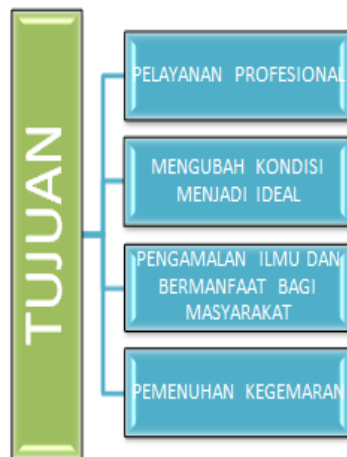 TUJUAN
PELAYANAN PROFESIONAL
MENGUBAH KONDISI
MENJADI IDEAL
PENGAMALAN ILMU DAN
BERMANFAAT BAGI
MASYARAKAT
PEMENUHAN KEGEMARAN